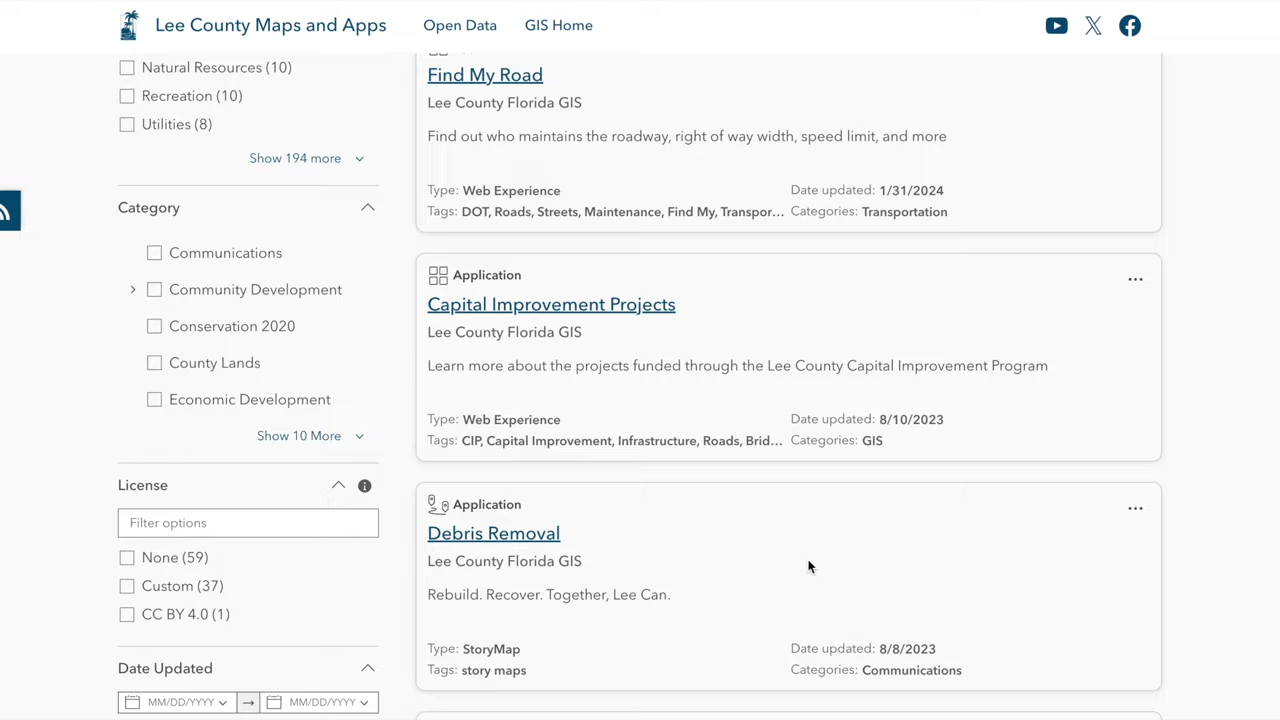 Lee County Maps and Apps
Open Data
GIS Home
Natural Resources (10)
Recreation (10)
Utilities (8)
Show 194 more
Category
Communications
Community Development
Conservation 2020
County Lands
Economic Development
Show 10 More
License
Filter options
None (59)
Custom (37)
CC BY 4.0 (1)
Date Updated
MM/DD/YYYY
MM/DD/YYYY
Find My Road
Lee County Florida GIS
Find out who maintains the roadway, right of way width, speed limit, and more
Type: Web Experience
Date updated: 1/31/2024
Tags: DOT, Roads, Streets, Maintenance, Find My, Transpor...
Categories: Transportation
Application
Capital Improvement Projects
Lee County Florida GIS
Learn more about the projects funded through the Lee County Capital Improvement Program
Type: Web Experience
Date updated: 8/10/2023
Tags: CIP, Capital Improvement, Infrastructure, Roads, Brid...
Categories: GIS
Application
Debris Removal
Lee County Florida GIS
Rebuild. Recover. Together, Lee Can.
Type: StoryMap
Date updated: 8/8/2023
Tags: story maps
Categories: Communications